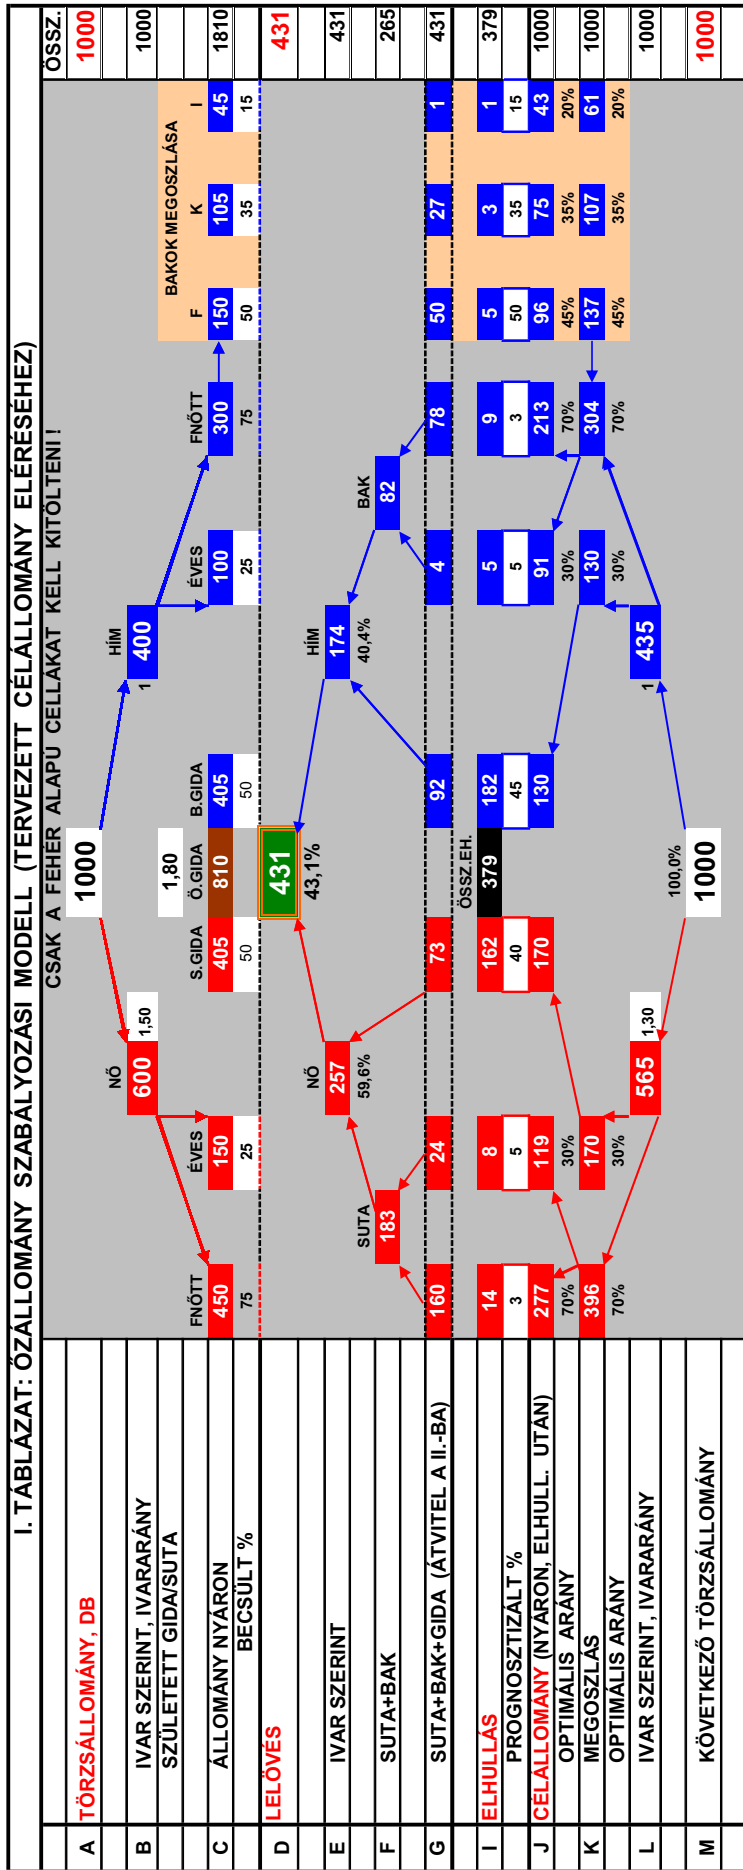 I. TÁBLÁZAT: ŐZÁLLOMÁNY SZABÁLYOZÁSI MODELL (TERVEZETT CÉLÁLLOMÁNY ELÉRÉSÉHEZ)
CSAK A FEHÉR ALAPÚ CELLÁKAT KELL KITÖLTENI ! ÖSSZ.
A TÖRZSÁLLOMÁNY, DB 1000 1000
NŐ HÍM
B IVAR SZERINT, IVARARÁNY 600 1,50 1 400 1000
SZÜLETETT GIDA/SUTA 1,80 BAKOK MEGOSZLÁSA
FNŐTT ÉVES S.GIDA Ö.GIDA B.GIDA ÉVES FNŐTT F K I
C ÁLLOMÁNY NYÁRON 450 150 405 810 405 100 300 150 105 45 1810
BECSÜLT % 75 25 50 50 25 75 50 35 15
D LELÖVÉS 431 431
43,1%
NŐ HÍM
E IVAR SZERINT 257 174 431
59,6% 40,4%
SUTA BAK
F SUTA+BAK 183 82 265
G SUTA+BAK+GIDA (ÁTVITEL A II.-BA) 160 24 73 92 4 78 50 27 1 431
ÖSSZ.EH.
I ELHULLÁS 14 8 162 379 182 5 9 5 3 1 379
PROGNOSZTIZÁLT % 3 5 40 45 5 3 50 35 15
J CÉLÁLLOMÁNY (NYÁRON, ELHULL. UTÁN) 277 119 170 130 91 213 96 75 43 1000
OPTIMÁLIS ARÁNY 70% 30% 30% 70% 45% 35% 20%
K MEGOSZLÁS 396 170 130 304 137 107 61 1000
OPTIMÁLIS ARÁNY 70% 30% 30% 70% 45% 35% 20%
L IVAR SZERINT, IVARARÁNY 565 1,30 1 435 1000
100,0%
M KÖVETKEZŐ TÖRZSÁLLOMÁNY 1000 1000